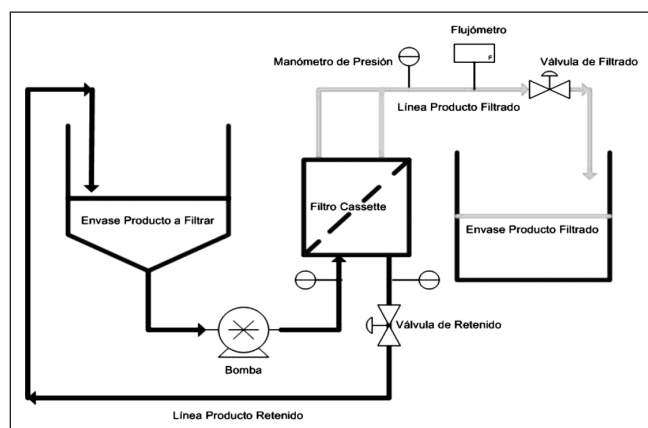 Flujómetro
Manómetro de Presión
F
Válvula de Filtrado
Línea Producto Filtrado
Filtro Cassette
Envase Producto a Filtrar
Envase Producto Filtrado
Válvula de Retenido
Bomba
Línea Producto Retenido